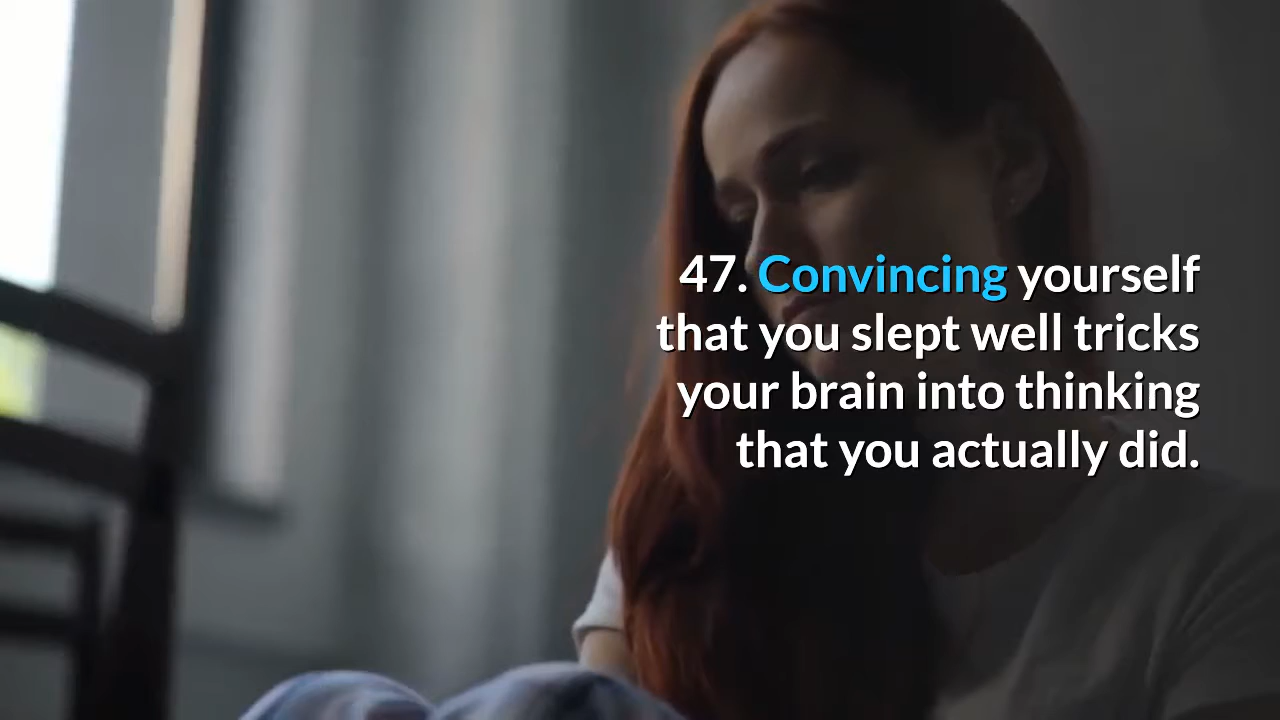 47. Convincing yourself
that you slept well tricks
your brain into thinking
that you actually did.